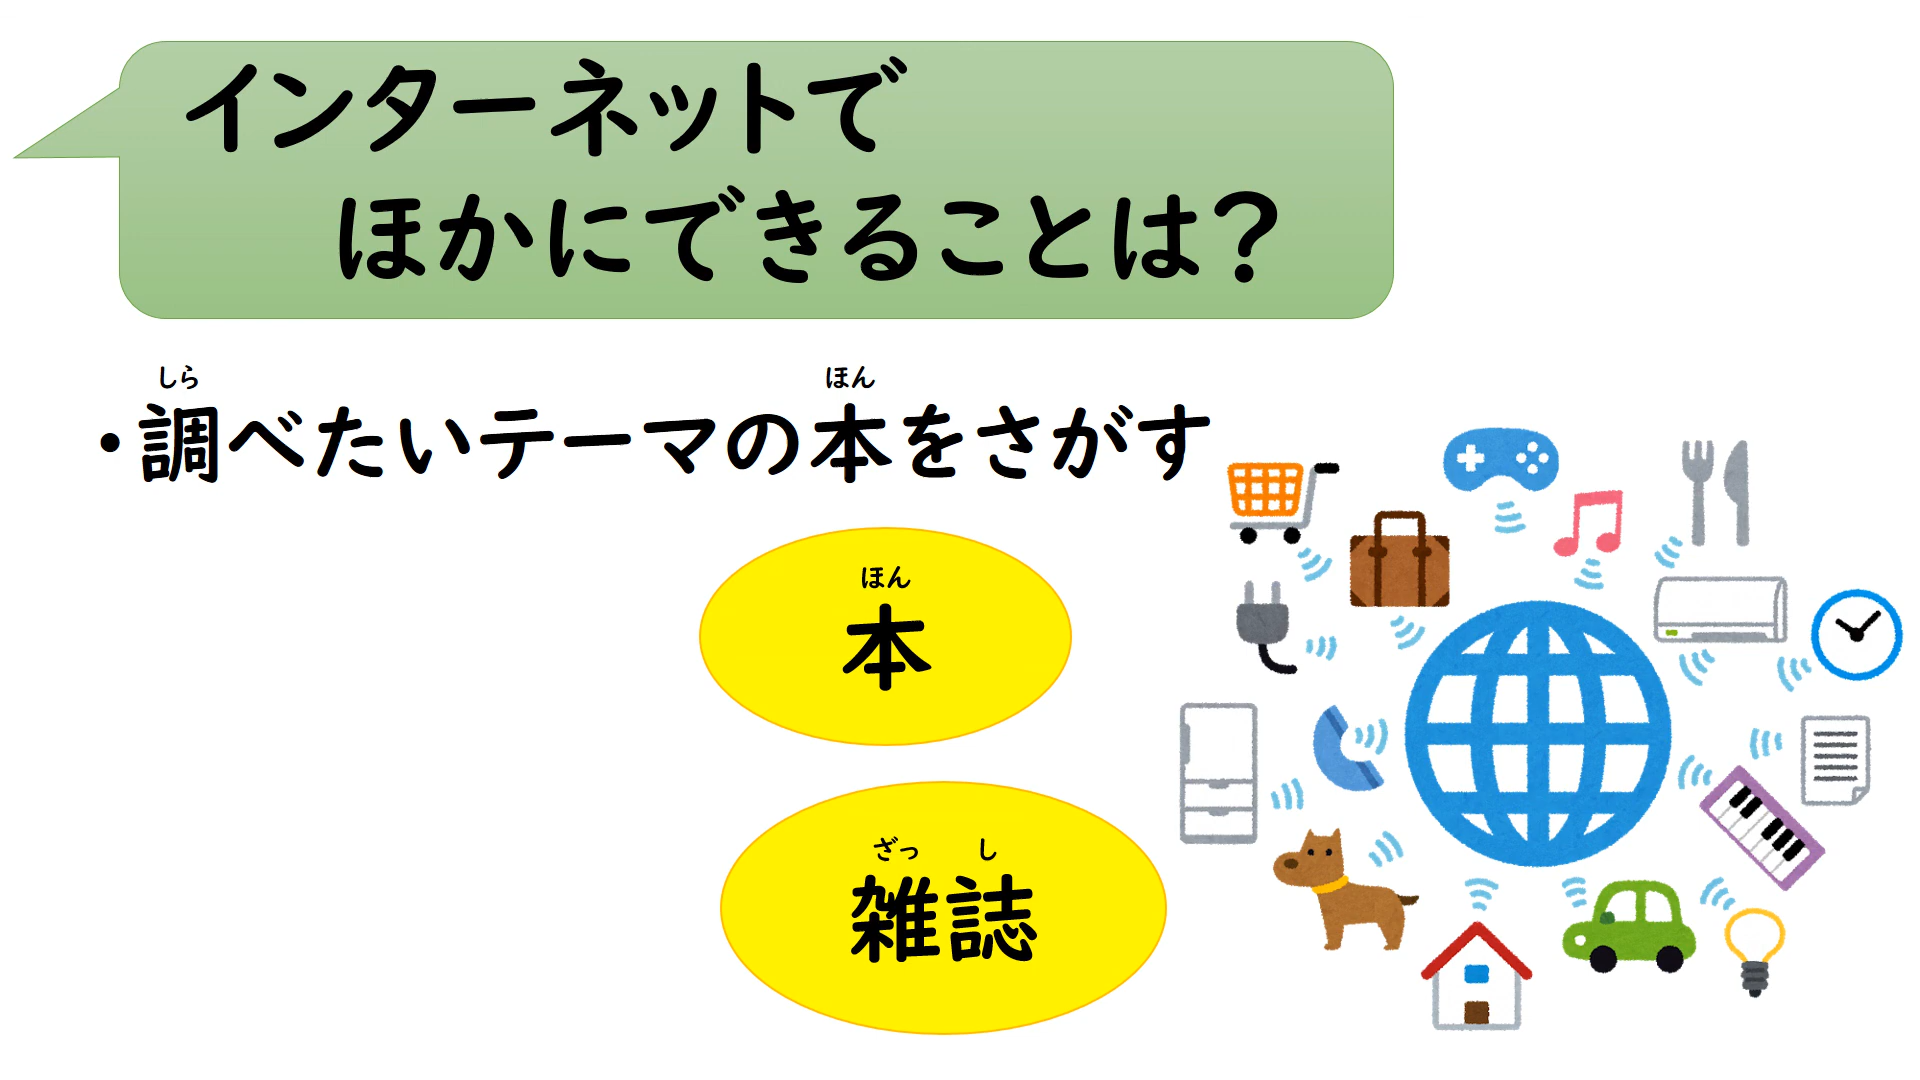 インターネットで
ほかにできることは？
しら ほん
・調べたいテーマの本をさがす
ほん
本
ざっ し
雑誌